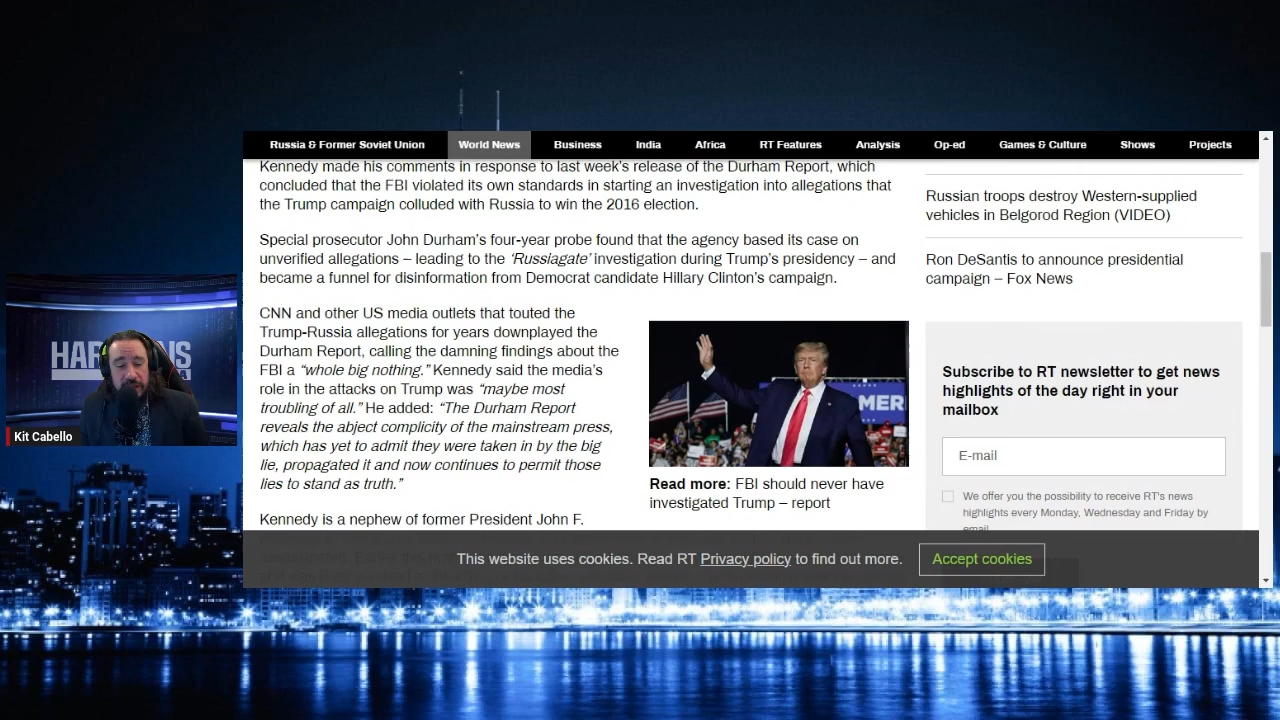 Russia & Former Soviet Union World News Business India Africa RT Features Analysis Op-ed Games & Culture Shows Projects
Kennedy made his comments in response to last week's release of the Durham Report, which
concluded that the FBI violated its own standards in starting an investigation into allegations that
the Trump campaign colluded with Russia to win the 2016 election.
Special prosecutor John Durham's four-year probe found that the agency based its case on
unverified allegations – leading to the 'Russiagate' investigation during Trump's presidency – and
became a funnel for disinformation from Democrat candidate Hillary Clinton's campaign.
CNN and other US media outlets that touted the
Trump-Russia allegations for years downplayed the
Durham Report, calling the damning findings about the
FBI a “whole big nothing.” Kennedy said the media's
role in the attacks on Trump was “maybe most
troubling of all.” He added: “The Durham Report
reveals the abject complicity of the mainstream press,
which has yet to admit they were taken in by the big
lie, propagated it and now continues to permit those
lies to stand as truth.”
Kennedy is a nephew of former President John F.
MER
Read more: FBI should never have
investigated Trump – report
Russian troops destroy Western-supplied
vehicles in Belgorod Region (VIDEO)
Ron DeSantis to announce presidential
campaign – Fox News
Subscribe to RT newsletter to get news
highlights of the day right in your
mailbox
E-mail
We offer you the possibility to receive RT's news
highlights every Monday, Wednesday and Friday by
email
This website uses cookies. Read RT Privacy policy to find out more. Accept cookies
Kit Cabello